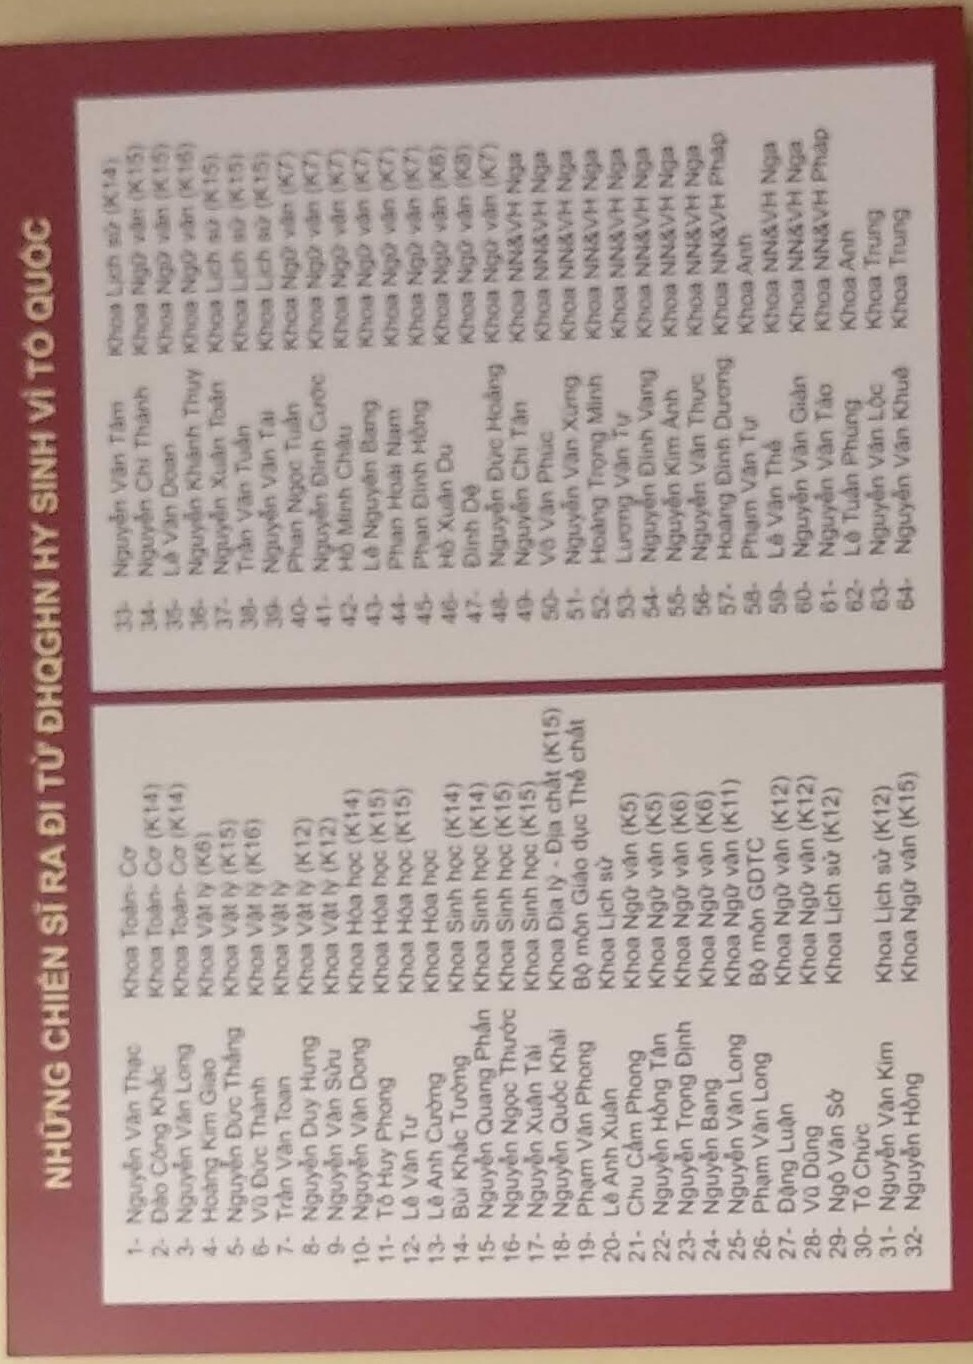 NHỮNG CHIẾN SĨ RA ĐI TỪ ĐHQGHN HY SINH VÌ TỔ QUỐC
1- Nguyễn Văn Thạc Khoa Toán- Cơ
2- Đào Công Khắc Khoa Toán- Cơ (K14)
3- Nguyễn Văn Long Khoa Toán- Cơ (K14)
4- Hoàng Kim Giao Khoa Vật lý (K6)
5- Nguyễn Đức Thắng Khoa Vật lý (K15)
6- Vũ Đức Thành Khoa Vật lý (K16)
7- Trần Văn Toan Khoa Vật lý
8- Nguyễn Duy Hưng Khoa Vật lý (K12)
9- Nguyễn Văn Sửu Khoa Vật lý (K12)
10- Nguyễn Văn Dong Khoa Hóa học (K14)
11- Tô Huy Phong Khoa Hóa học (K15)
12- Lê Văn Tư Khoa Hóa học (K15)
13- Lê Anh Cường Khoa Hóa học
14- Bùi Khắc Tường Khoa Sinh học (K14)
15- Nguyễn Quang Phấn Khoa Sinh học (K14)
16- Nguyễn Ngọc Thước Khoa Sinh học (K15)
17- Nguyễn Xuân Tài Khoa Sinh học (K15)
18- Nguyễn Quốc Khải Khoa Địa lý - Địa chất (K15)
19- Phạm Văn Phong Bộ môn Giáo dục Thể chất
20- Lê Anh Xuân Khoa Lịch sử
21- Chu Cẩm Phong Khoa Ngữ văn (K5)
22- Nguyễn Hồng Tân Khoa Ngữ văn (K5)
23- Nguyễn Trọng Định Khoa Ngữ văn (K6)
24- Nguyễn Bang Khoa Ngữ văn (K6)
25- Nguyễn Văn Long Khoa Ngữ văn (K11)
26- Phạm Văn Long Bộ môn GDTC
27- Đặng Luận Khoa Ngữ văn (K12)
28- Vũ Dũng Khoa Ngữ văn (K12)
29- Ngô Văn Sở Khoa Lịch sử (K12)
30- Tô Chức
31- Nguyễn Văn Kim Khoa Lịch sử (K12)
32- Nguyễn Hồng Khoa Ngữ văn (K15)
33- Nguyễn Văn Tâm Khoa Lịch sử (K14)
34- Nguyễn Chí Thành Khoa Ngữ văn (K15)
35- Lê Văn Doan Khoa Ngữ văn (K15)
36- Nguyễn Khánh Thụy Khoa Ngữ văn (K16)
37- Nguyễn Xuân Toán Khoa Lịch sử (K15)
38- Trần Văn Tuấn Khoa Lịch sử (K15)
39- Nguyễn Văn Tài Khoa Lịch sử (K15)
40- Phan Ngọc Tuấn Khoa Ngữ văn (K7)
41- Nguyễn Đình Cước Khoa Ngữ văn (K7)
42- Hồ Minh Châu Khoa Ngữ văn (K7)
43- Lê Nguyên Bang Khoa Ngữ văn (K7)
44- Phan Hoài Nam Khoa Ngữ văn (K7)
45- Phan Đình Hồng Khoa Ngữ văn (K7)
46- Hồ Xuân Du Khoa Ngữ văn (K6)
47- Đinh Dệ Khoa Ngữ văn (K8)
48- Nguyễn Đức Hoằng Khoa Ngữ văn (K7)
49- Nguyễn Chí Tân Khoa NN&VH Nga
50- Võ Văn Phúc Khoa NN&VH Nga
51- Nguyễn Văn Xưng Khoa NN&VH Nga
52- Hoàng Trọng Minh Khoa NN&VH Nga
53- Lương Văn Tự Khoa NN&VH Nga
54- Nguyễn Đình Vang Khoa NN&VH Nga
55- Nguyễn Kim Ánh Khoa NN&VH Nga
56- Nguyễn Văn Thực Khoa NN&VH Nga
57- Hoàng Đình Dương Khoa NN&VH Pháp
58- Phạm Văn Tự Khoa Anh
59- Lê Văn Thể Khoa NN&VH Nga
60- Nguyễn Văn Giản Khoa NN&VH Nga
61- Nguyễn Văn Tảo Khoa NN&VH Pháp
62- Lê Tuấn Phùng Khoa Anh
63- Nguyễn Văn Lộc Khoa Trung
64- Nguyễn Văn Khuê Khoa Trung